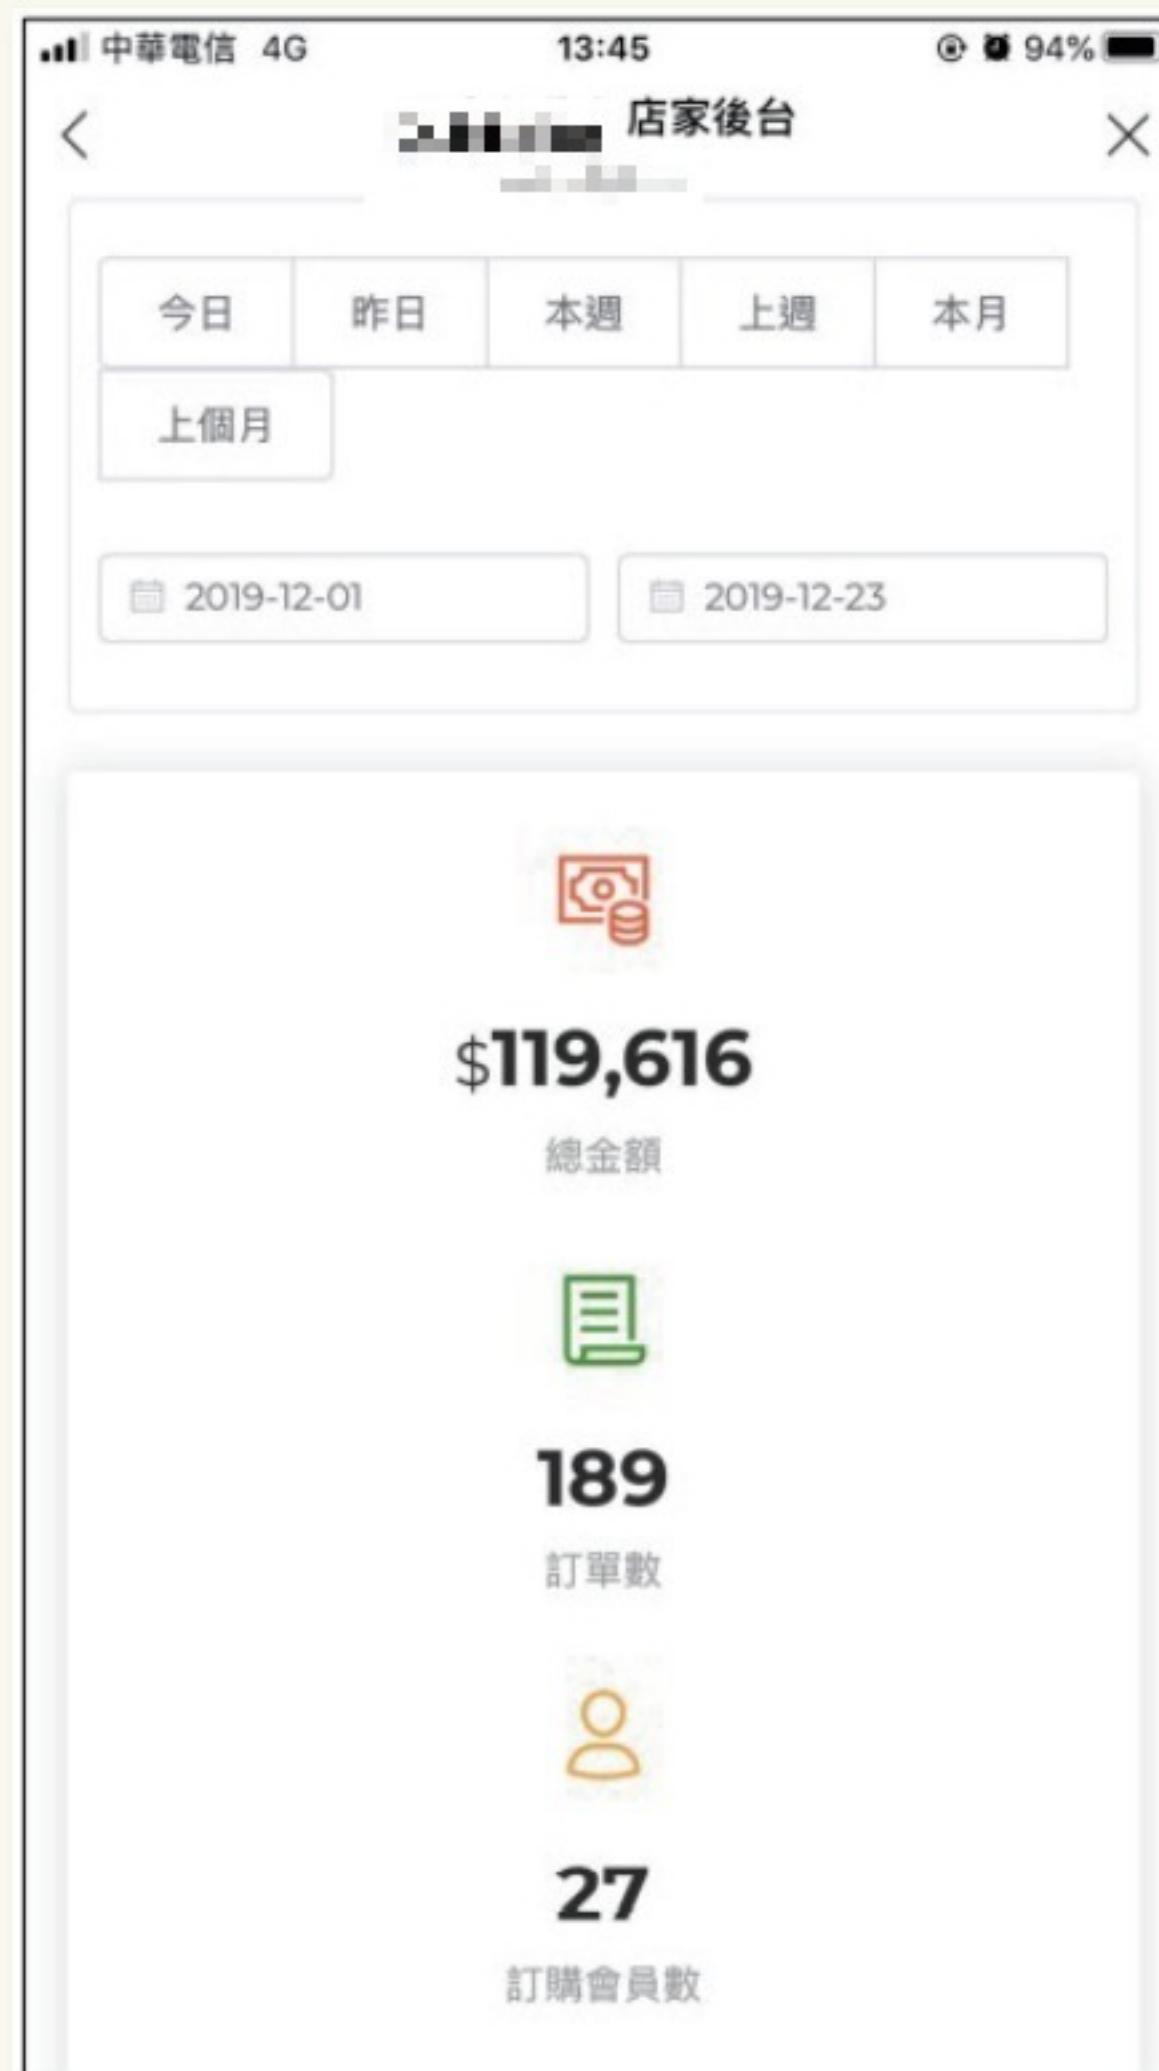 中華電信 4G 13:45 94%
店家後台
今日 昨日 本週 上週 本月
上個月
2019-12-01 2019-12-23
$119,616
總金額
189
訂單數
27
訂購會員數